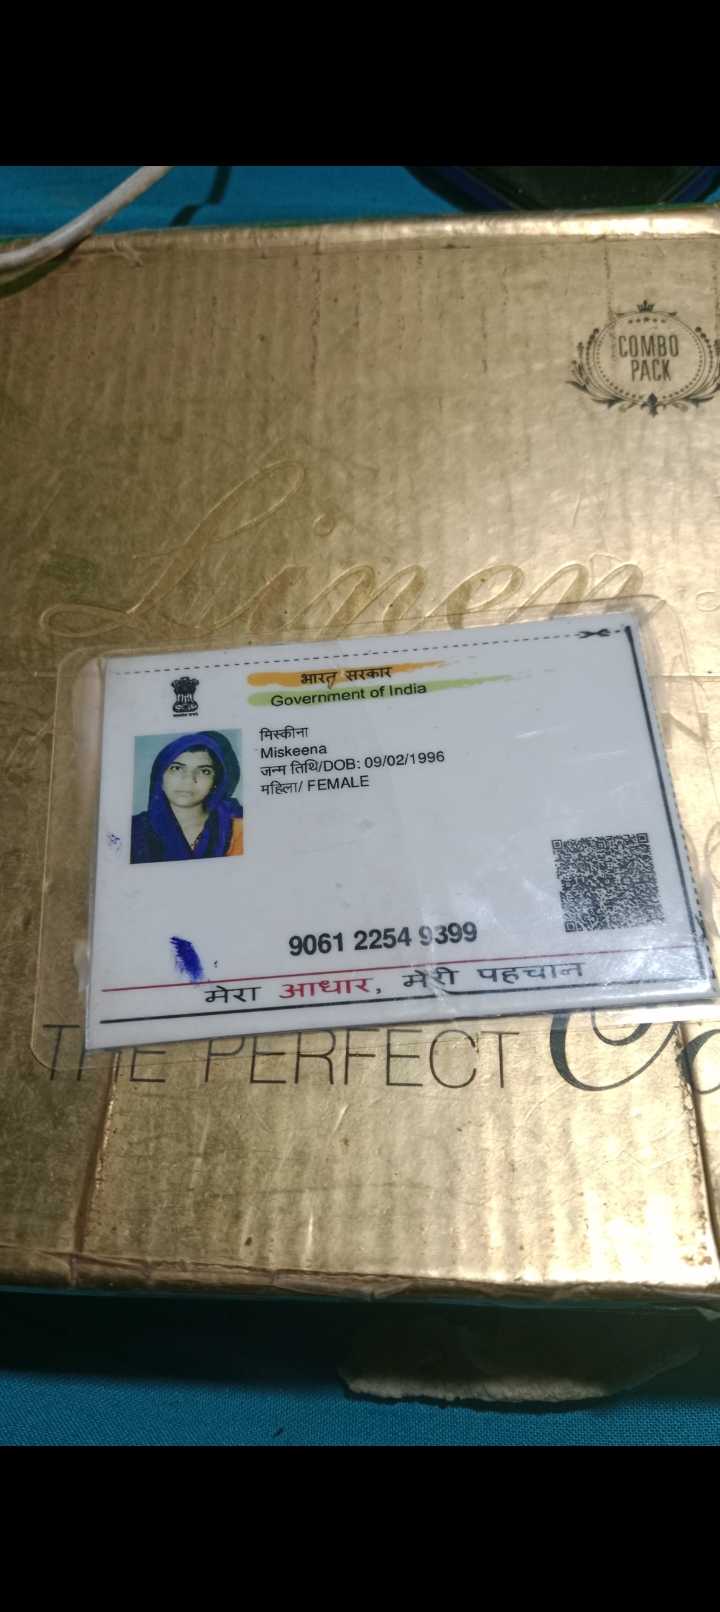 COMBO
PACK
Linen
भारत सरकार
Government of India
मिस्कीना
Miskeena
जन्म तिथि/DOB: 09/02/1996
महिला/ FEMALE
9061 2254 9399
मेरा आधार, मेरी पहचान
THE PERFECT